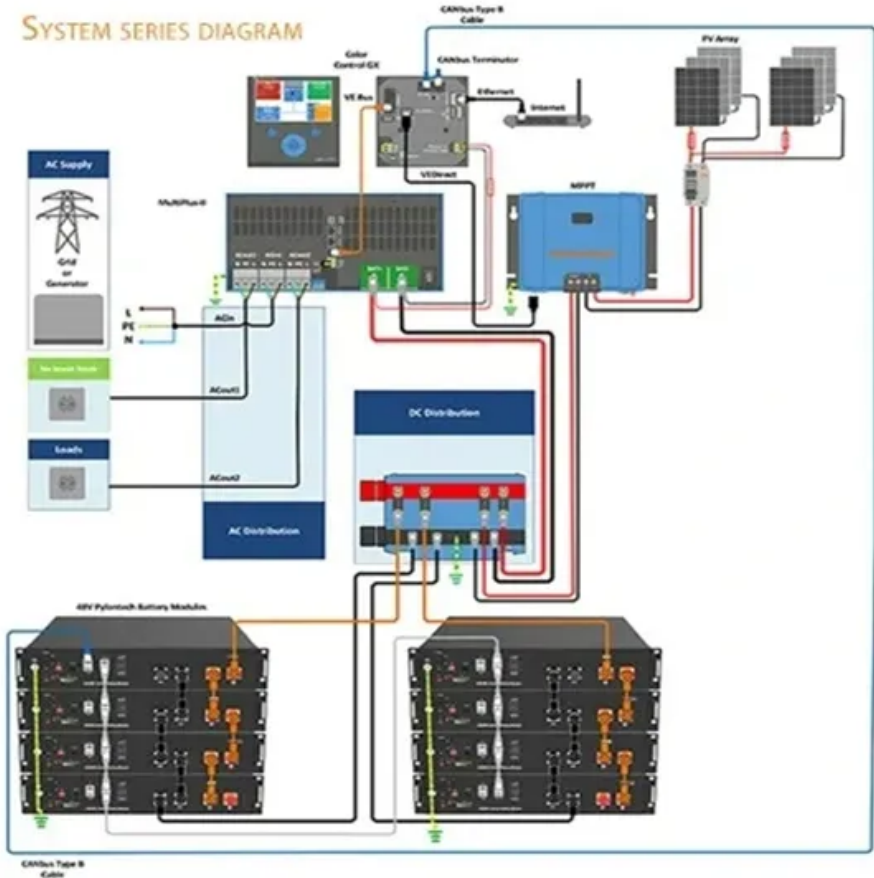 SYSTEM SERIES DIAGRAM
CANbus Type B
Cable
Color
Control GX
CANbus Terminator
VE Bus
Ethernet
Internet
PV Array
AC Supply
VEDirect
MPPT
MultiPlus-II
Grid
or
Generator
L
PE
N
ACin
ACout1
Loads
DC Distribution
ACout2
AC Distribution
48V Pylontech Battery Modules
CANbus Type B
Cable